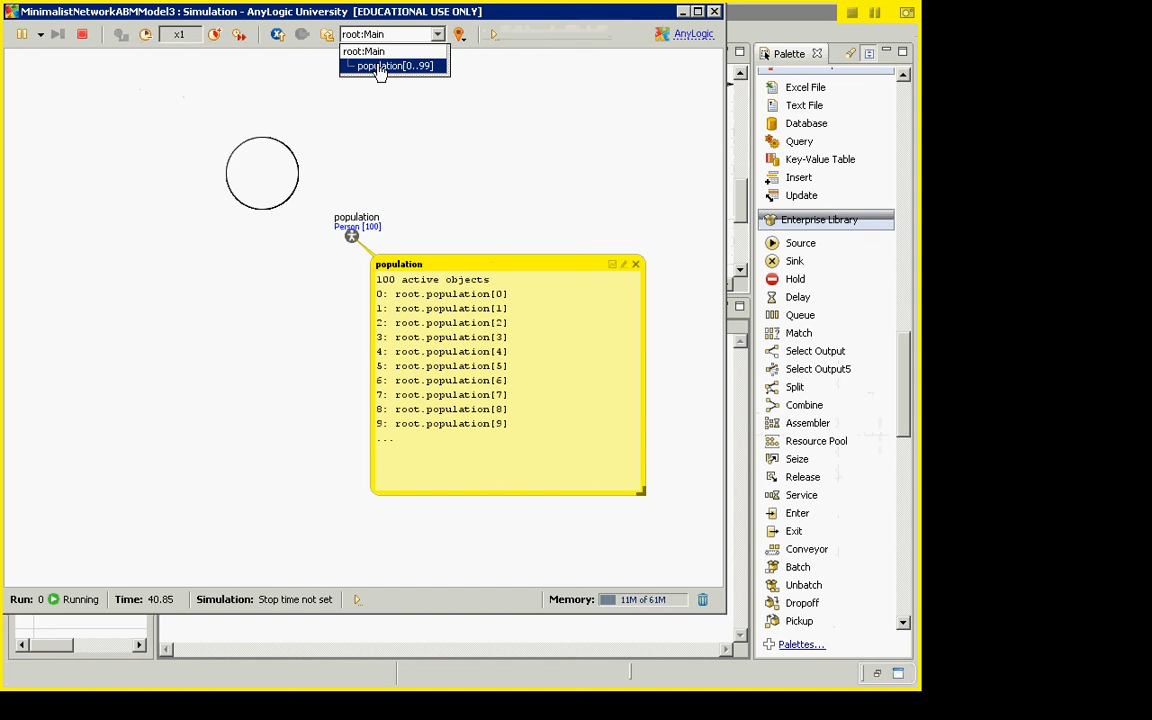 MinimalistNetworkABMModel3 : Simulation - AnyLogic University [EDUCATIONAL USE ONLY]
x1
root:Main
AnyLogic
root:Main
population[0..99]
population
Person [100]
population
100 active objects
0: root.population[0]
1: root.population[1]
2: root.population[2]
3: root.population[3]
4: root.population[4]
5: root.population[5]
6: root.population[6]
7: root.population[7]
8: root.population[8]
9: root.population[9]
...
Run: 0 Running Time: 40.85 Simulation: Stop time not set Memory: 11M of 61M
Palette
Excel File
Text File
Database
Query
Key-Value Table
Insert
Update
Enterprise Library
Source
Sink
Hold
Delay
Queue
Match
Select Output
Select Output5
Split
Combine
Assembler
Resource Pool
Seize
Release
Service
Enter
Exit
Conveyor
Batch
Unbatch
Dropoff
Pickup
Palettes...